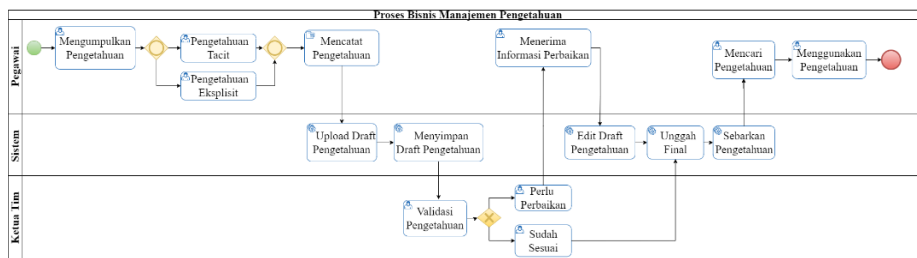 Proses Bisnis Manajemen Pengetahuan
Pegawai
Mengumpulkan
Pengetahuan
Pengetahuan
Tacit
Pengetahuan
Eksplisit
Mencatat
Pengetahuan
Menerima
Informasi Perbaikan
Mencari
Pengetahuan
Menggunakan
Pengetahuan
Sistem
Upload Draft
Pengetahuan
Menyimpan
Draft Pengetahuan
Edit Draft
Pengetahuan
Unggah
Final
Sebarkan
Pengetahuan
Ketua Tim
Validasi
Pengetahuan
Perlu
Perbaikan
Sudah
Sesuai